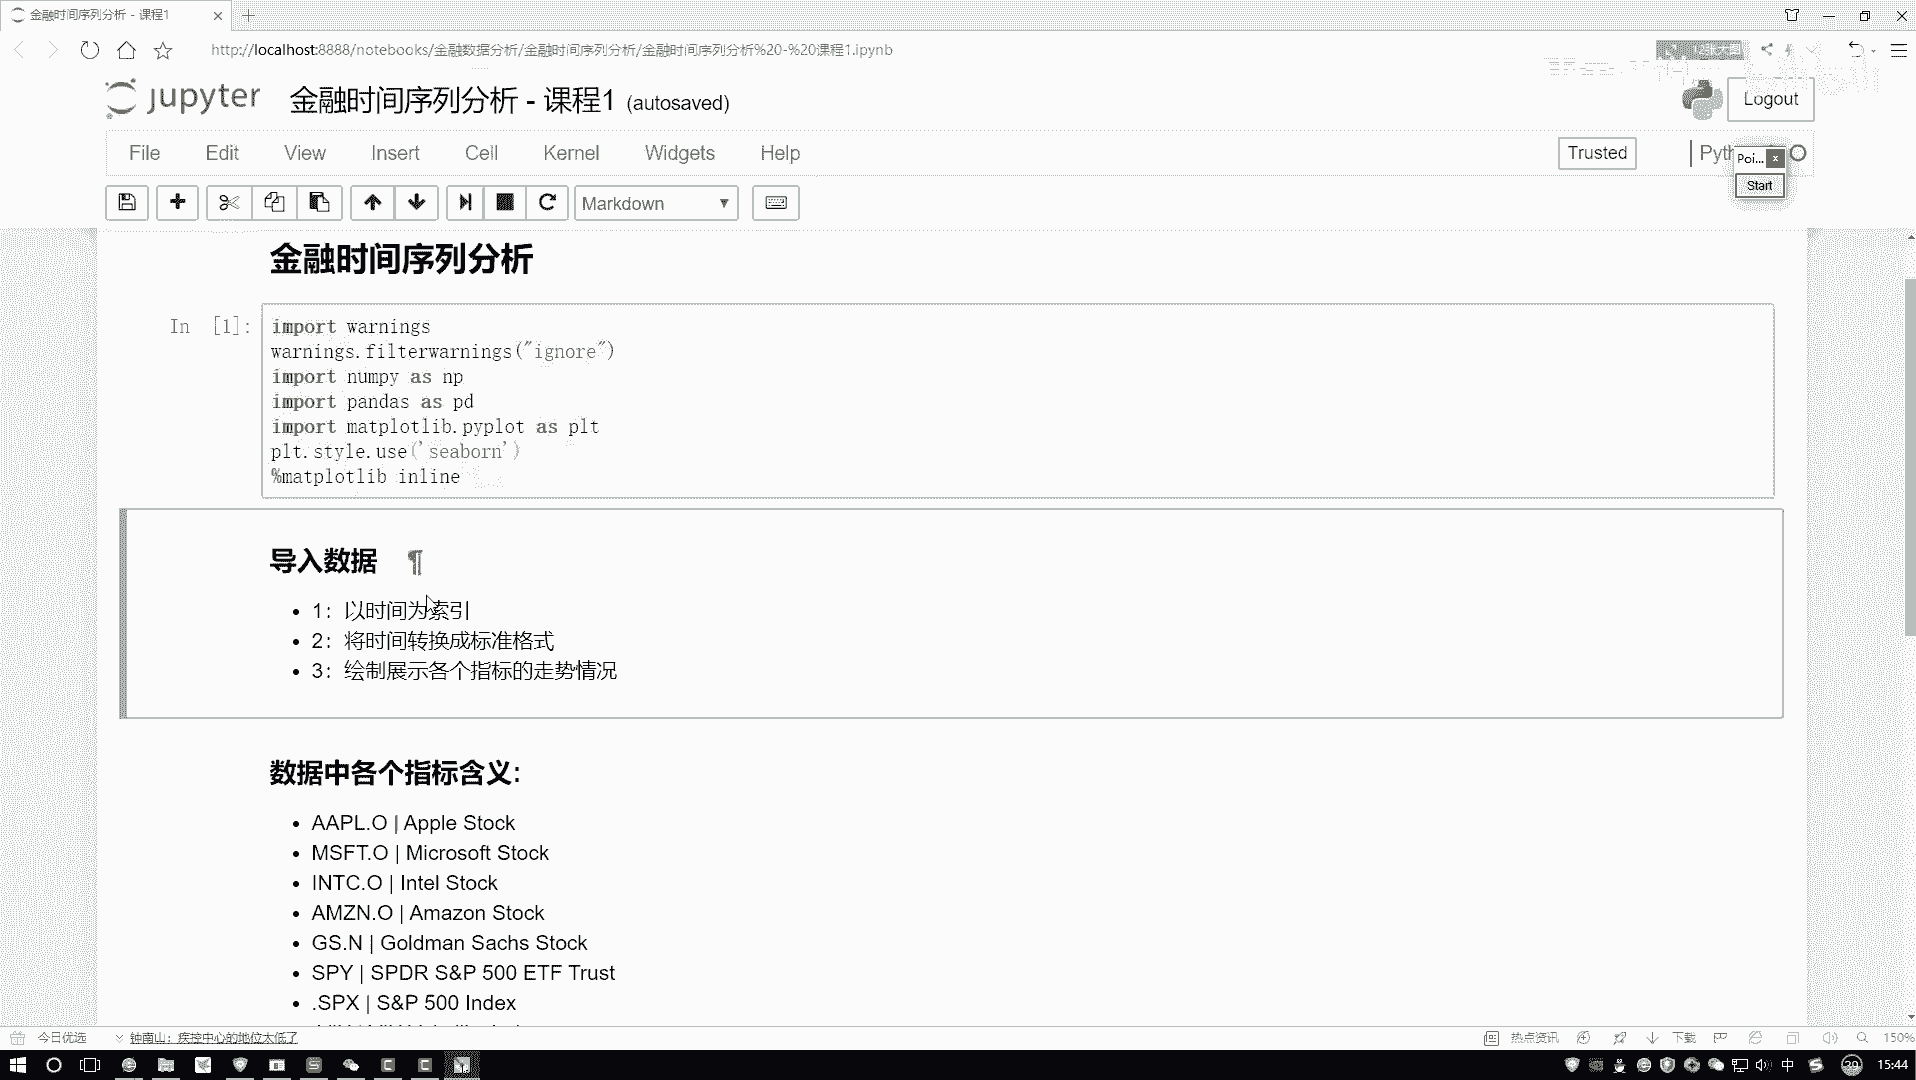 金融时间序列分析 - 课程1
http://localhost:8888/notebooks/金融数据分析/金融时间序列分析/金融时间序列分析%20-%20课程1.ipynb
jupyter 金融时间序列分析 - 课程1 (autosaved)
Logout
File Edit View Insert Cell Kernel Widgets Help
Trusted
Poi...
Start
Markdown
金融时间序列分析
In [1]:
import warnings
warnings.filterwarnings("ignore")
import numpy as np
import pandas as pd
import matplotlib.pyplot as plt
plt.style.use('seaborn')
%matplotlib inline
导入数据 ¶
1：以时间为索引
2：将时间转换成标准格式
3：绘制展示各个指标的走势情况
数据中各个指标含义:
AAPL.O | Apple Stock
MSFT.O | Microsoft Stock
INTC.O | Intel Stock
AMZN.O | Amazon Stock
GS.N | Goldman Sachs Stock
SPY | SPDR S&P 500 ETF Trust
.SPX | S&P 500 Index
今日优选
钟南山：疾控中心的地位太低了
热点资讯
下载
150%
中
15:44